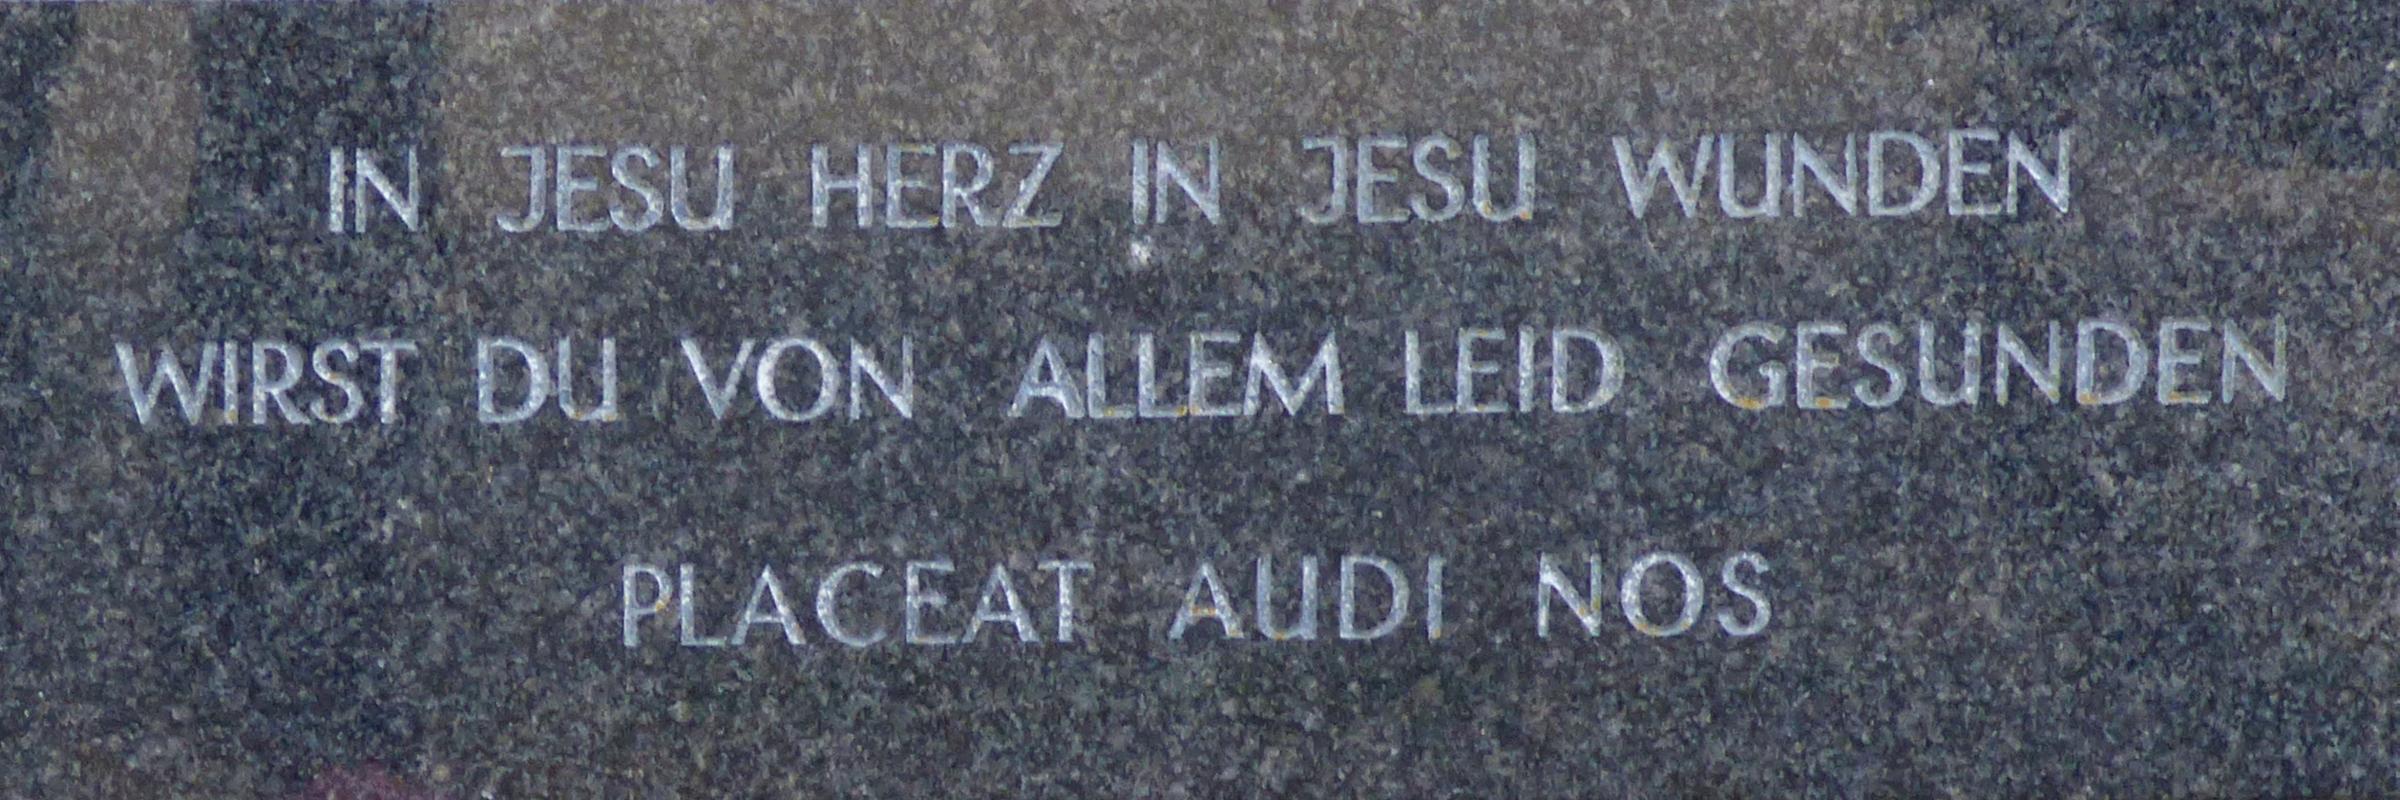 IN JESU HERZ IN JESU WUNDEN
WIRST DU VON ALLEM LEID GESUNDEN
PLACEAT AUDI NOS